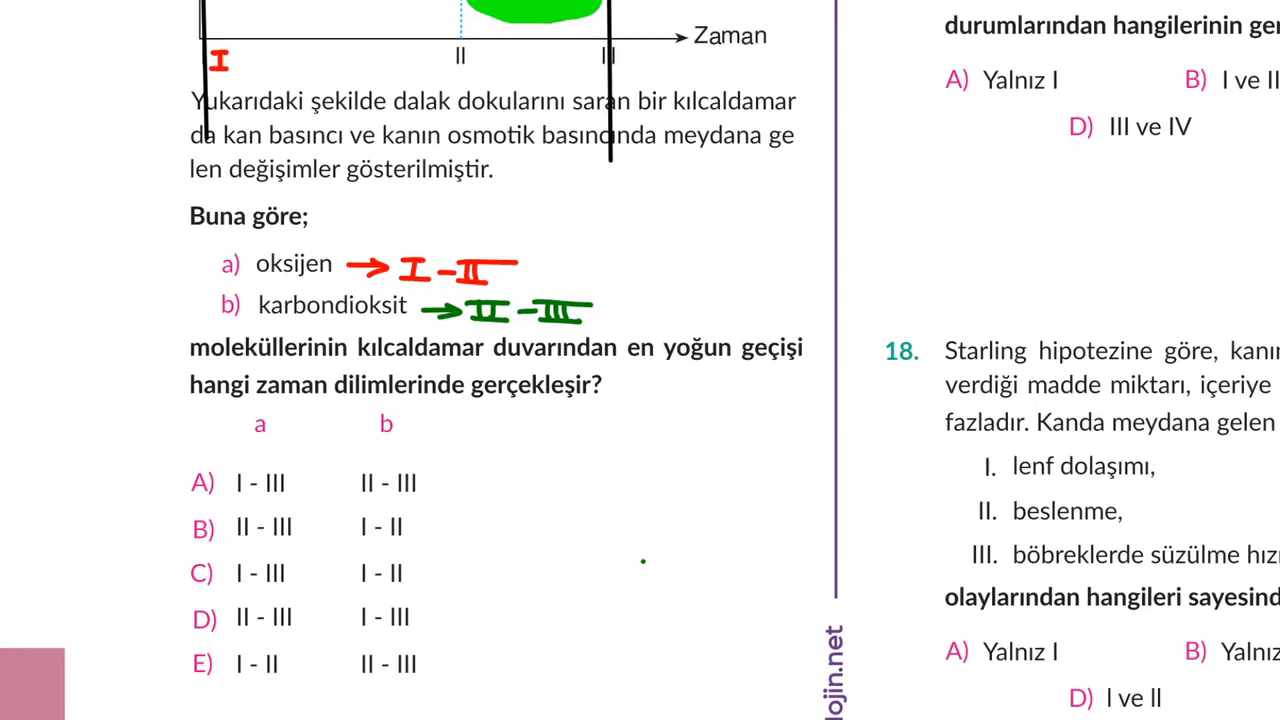 Zaman
I II III
Yukarıdaki şekilde dalak dokularını saran bir kılcaldamar
da kan basıncı ve kanın osmotik basıncında meydana ge
len değişimler gösterilmiştir.
Buna göre;
a) oksijen → I - II
b) karbondioksit → II - III
moleküllerinin kılcaldamar duvarından en yoğun geçişi
hangi zaman dilimlerinde gerçekleşir?
a b
A) I - III II - III
B) II - III I - II
C) I - III I - II
D) II - III I - III
E) I - II II - III
lojin.net
durumlarından hangilerinin ger
A) Yalnız I B) I ve II
D) III ve IV
18. Starling hipotezine göre, kanın
verdiği madde miktarı, içeriye
fazladır. Kanda meydana gelen
I. lenf dolaşımı,
II. beslenme,
III. böbreklerde süzülme hızı
olaylarından hangileri sayesind
A) Yalnız I B) Yalnız
D) I ve II